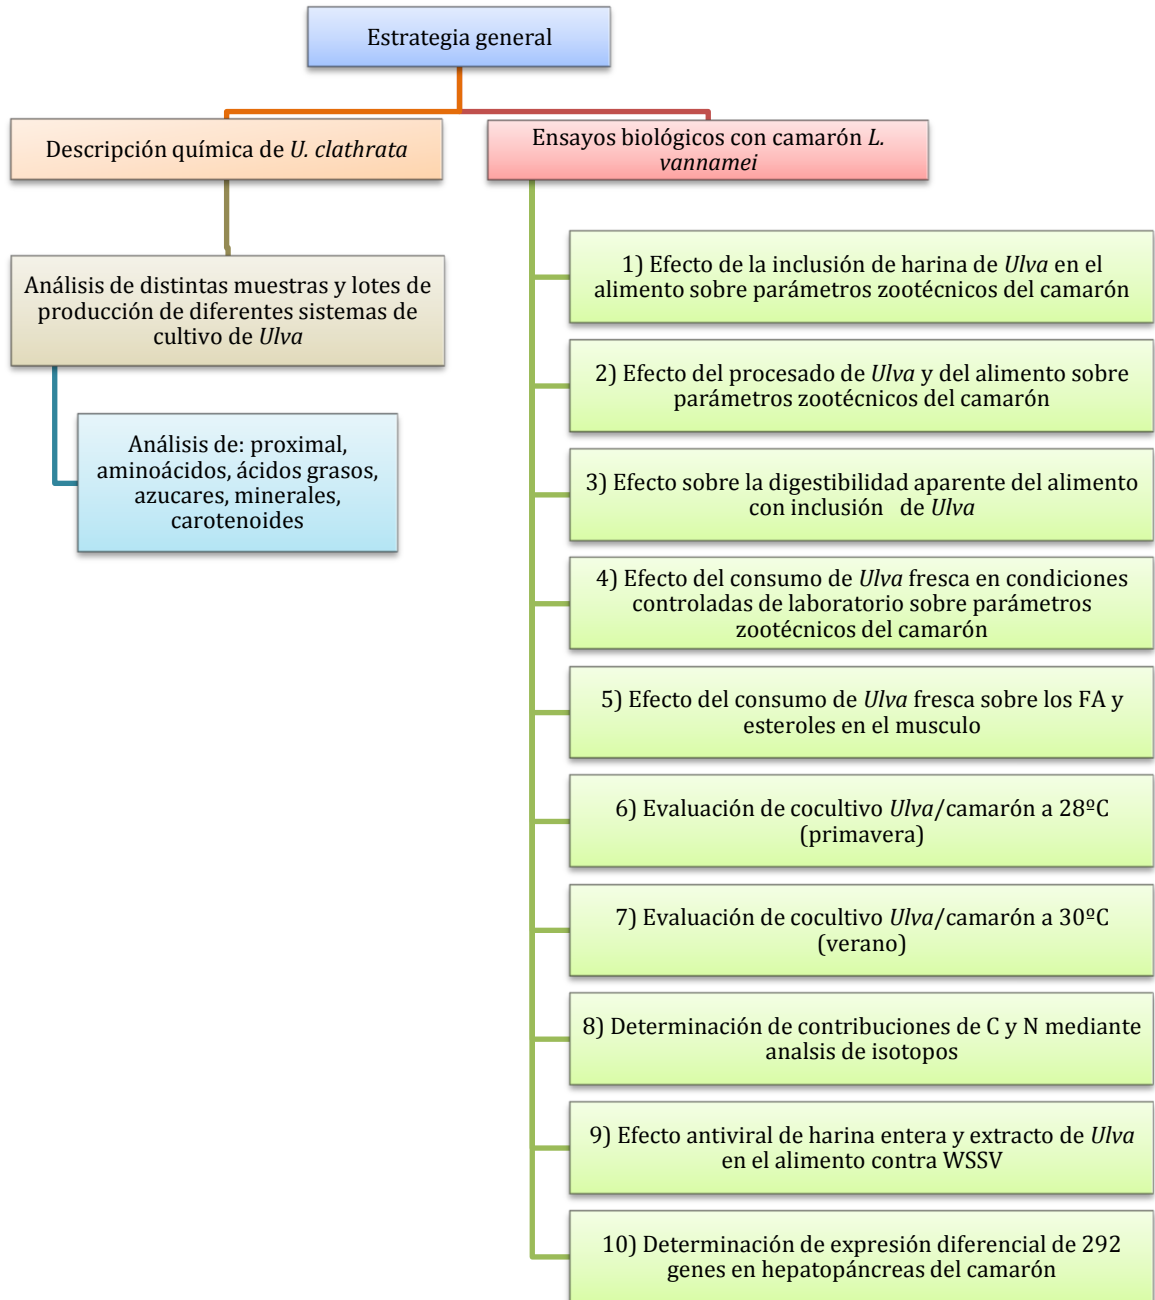 Estrategia general
Descripción química de U. clathrata
Ensayos biológicos con camarón L.
vannamei
Análisis de distintas muestras y lotes de
producción de diferentes sistemas de
cultivo de Ulva
Análisis de: proximal,
aminoácidos, ácidos grasos,
azucares, minerales,
carotenoides
1) Efecto de la inclusión de harina de Ulva en el
alimento sobre parámetros zootécnicos del camarón
2) Efecto del procesado de Ulva y del alimento sobre
parámetros zootécnicos del camarón
3) Efecto sobre la digestibilidad aparente del alimento
con inclusión de Ulva
4) Efecto del consumo de Ulva fresca en condiciones
controladas de laboratorio sobre parámetros
zootécnicos del camarón
5) Efecto del consumo de Ulva fresca sobre los FA y
esteroles en el musculo
6) Evaluación de cocultivo Ulva/camarón a 28ºC
(primavera)
7) Evaluación de cocultivo Ulva/camarón a 30ºC
(verano)
8) Determinación de contribuciones de C y N mediante
analsis de isotopos
9) Efecto antiviral de harina entera y extracto de Ulva
en el alimento contra WSSV
10) Determinación de expresión diferencial de 292
genes en hepatopáncreas del camarón